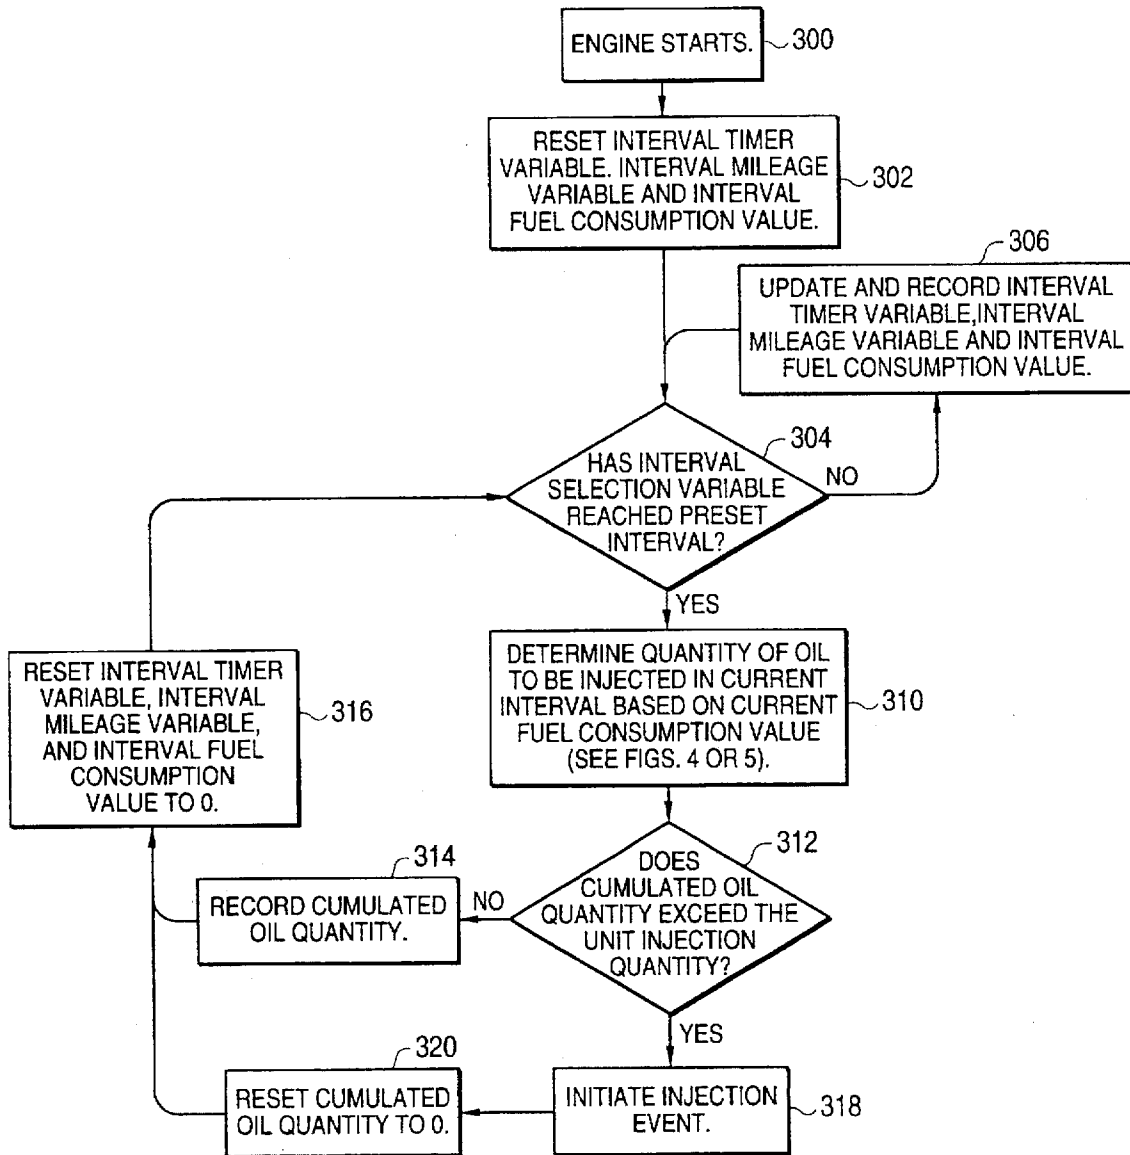 ENGINE STARTS.
300
RESET INTERVAL TIMER
VARIABLE. INTERVAL MILEAGE
VARIABLE AND INTERVAL
FUEL CONSUMPTION VALUE.
302
306
UPDATE AND RECORD INTERVAL
TIMER VARIABLE,INTERVAL
MILEAGE VARIABLE AND INTERVAL
FUEL CONSUMPTION VALUE.
304
HAS INTERVAL
SELECTION VARIABLE
REACHED PRESET
INTERVAL?
NO
YES
RESET INTERVAL TIMER
VARIABLE, INTERVAL
MILEAGE VARIABLE,
AND INTERVAL FUEL
CONSUMPTION
VALUE TO 0.
316
DETERMINE QUANTITY OF OIL
TO BE INJECTED IN CURRENT
INTERVAL BASED ON CURRENT
FUEL CONSUMPTION VALUE
(SEE FIGS. 4 OR 5).
310
312
DOES
CUMULATED OIL
QUANTITY EXCEED THE
UNIT INJECTION
QUANTITY?
NO
314
RECORD CUMULATED
OIL QUANTITY.
YES
320
RESET CUMULATED
OIL QUANTITY TO 0.
INITIATE INJECTION
EVENT.
318